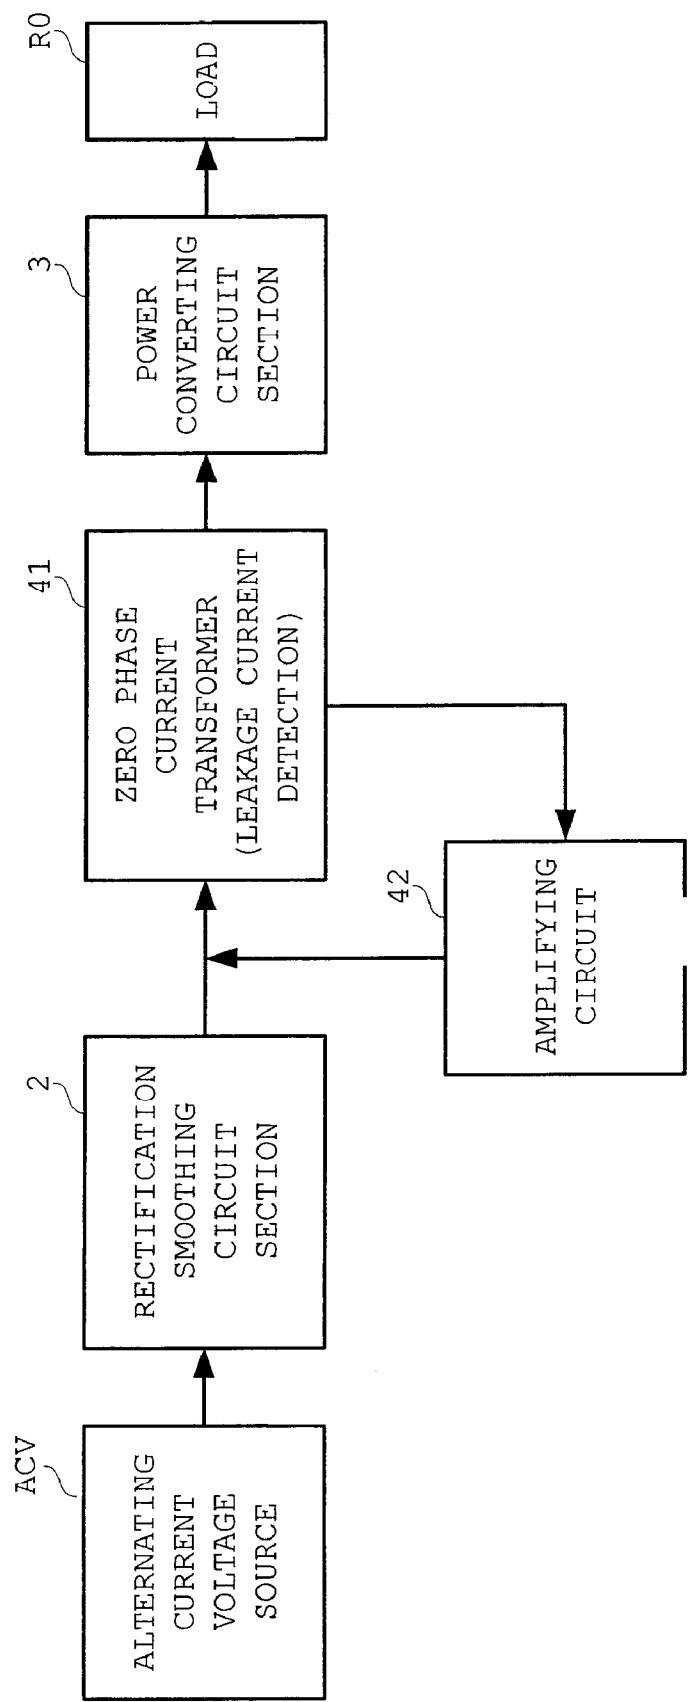 ACV
ALTERNATING
CURRENT
VOLTAGE
SOURCE
2
RECTIFICATION
SMOOTHING
CIRCUIT
SECTION
41
ZERO PHASE
CURRENT
TRANSFORMER
(LEAKAGE CURRENT
DETECTION)
42
AMPLIFYING
CIRCUIT
3
POWER
CONVERTING
CIRCUIT
SECTION
R0
LOAD